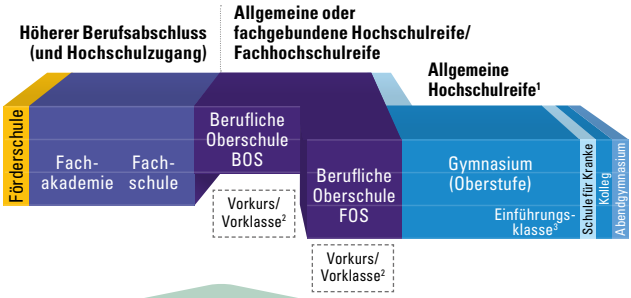 Höherer Berufsabschluss
(und Hochschulzugang)
Allgemeine oder
fachgebundene Hochschulreife/
Fachhochschulreife
Allgemeine
Hochschulreife¹
Förderschule
Fach-
akademie
Fach-
schule
Berufliche
Oberschule
BOS
Vorkurs/
Vorklasse²
Berufliche
Oberschule
FOS
Vorkurs/
Vorklasse²
Gymnasium
(Oberstufe)
Einführungs-
klasse³
Schule für Kranke
Kolleg
Abendgymnasium